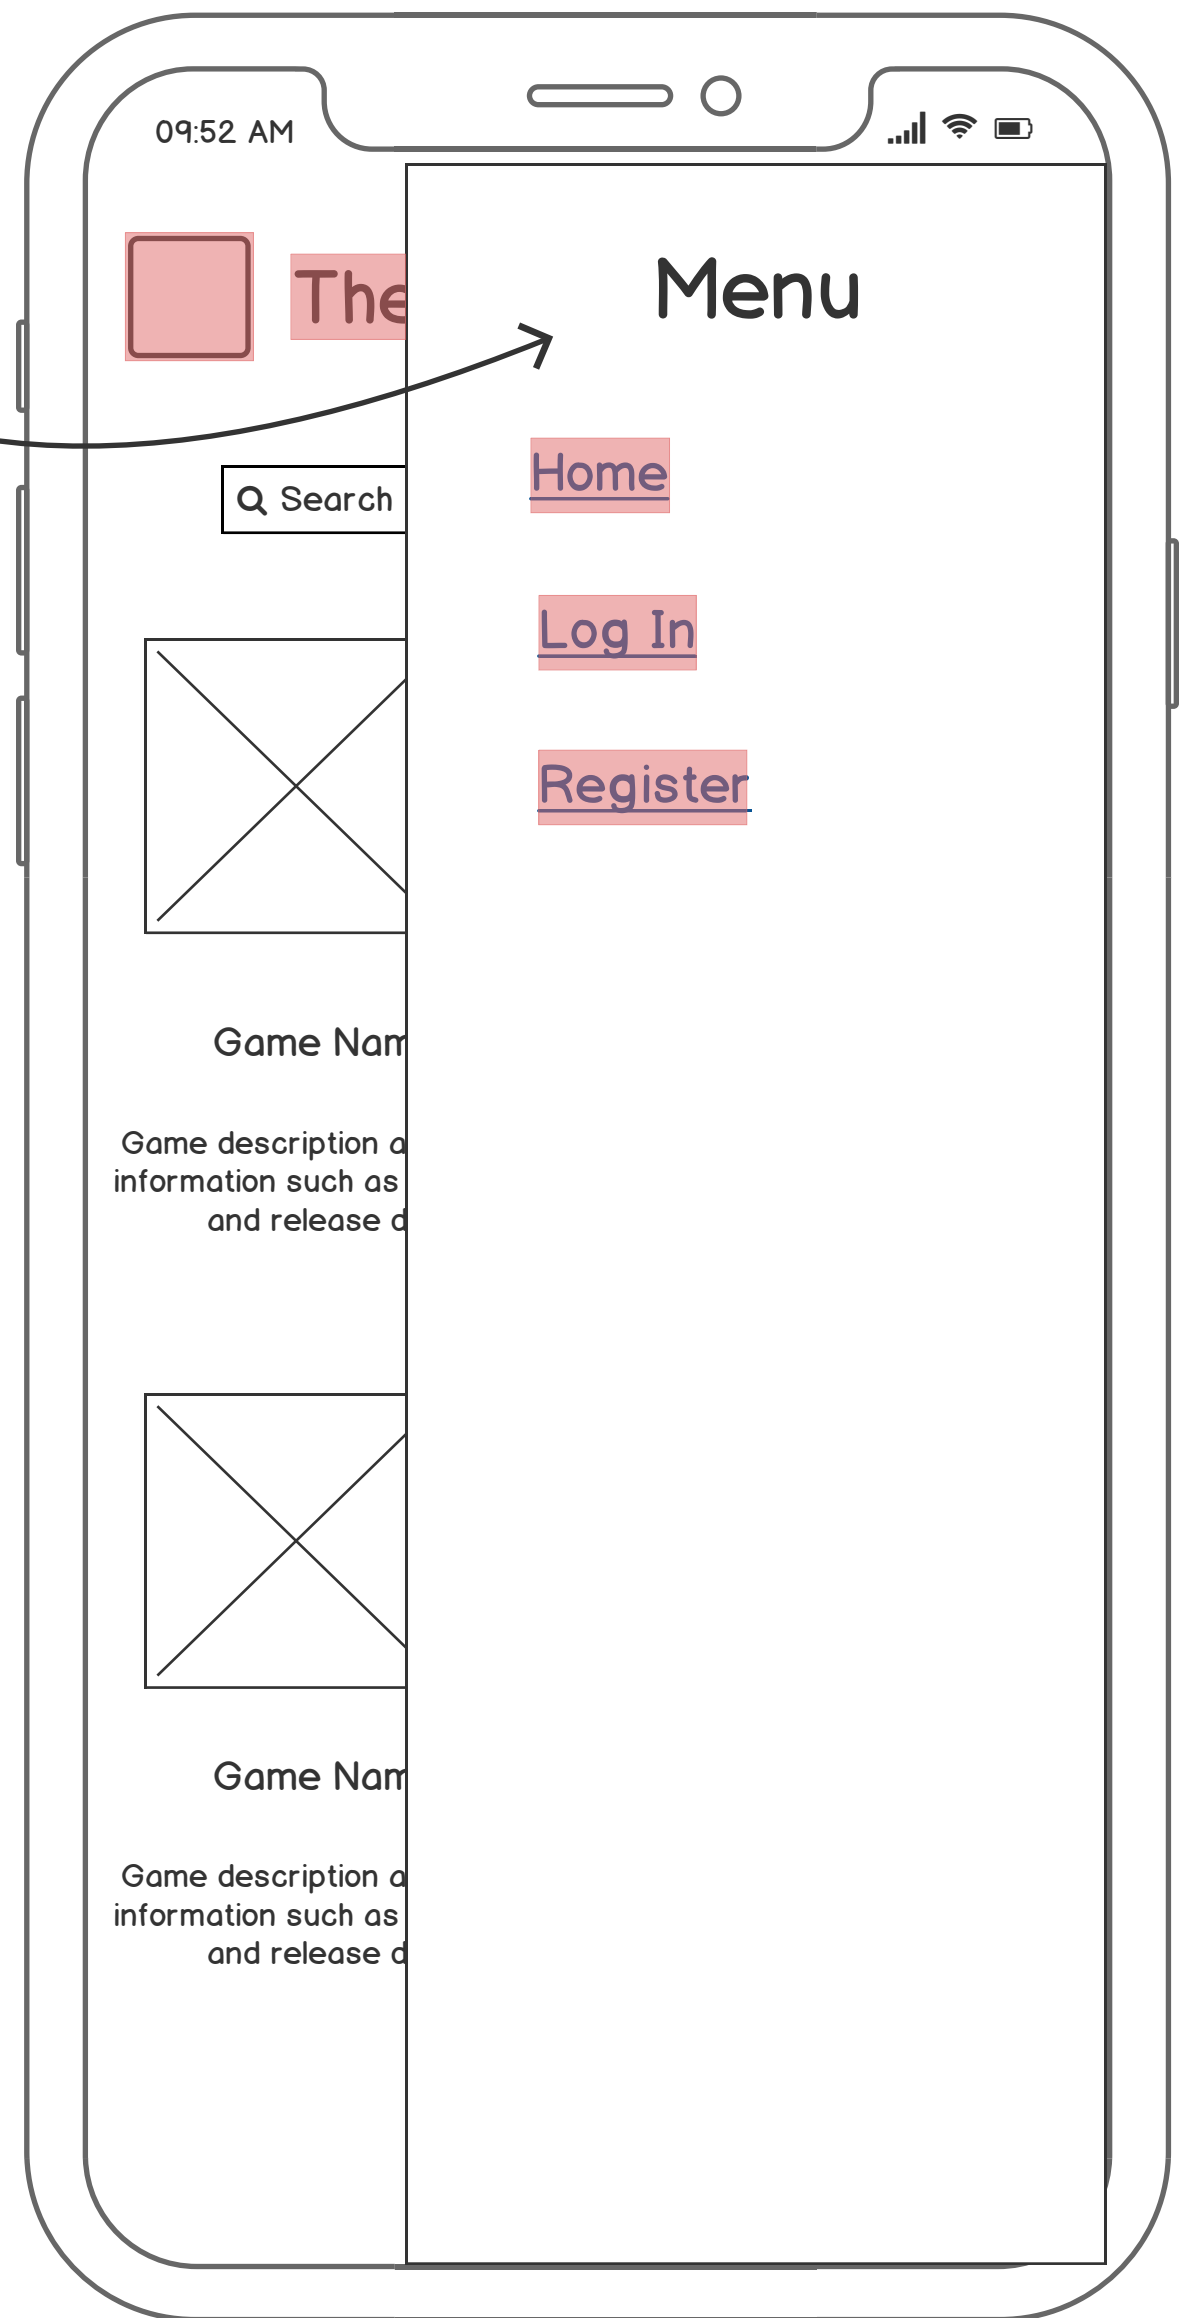 09:52 AM
The
Menu
Home
Search
Log In
Register
Game Nam
Game description a
information such as
and release d
Game Nam
Game description a
information such as
and release d